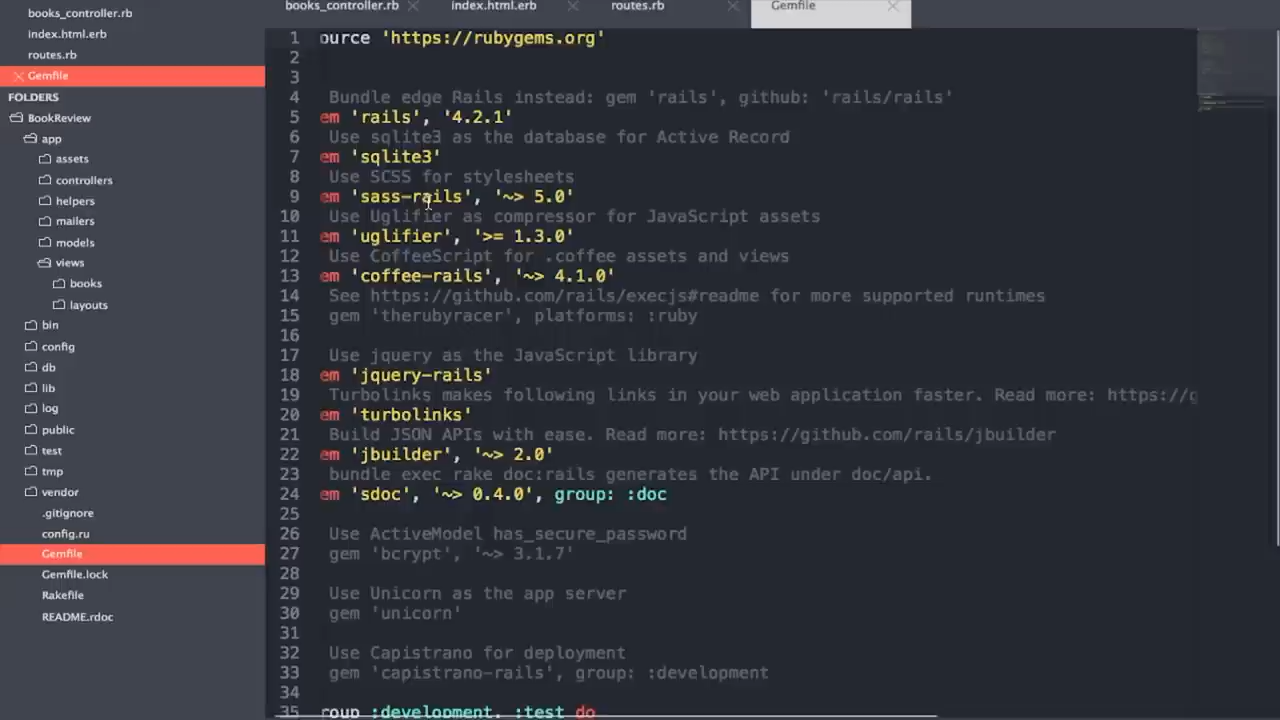 books_controller.rb
index.html.erb
routes.rb
Gemfile
FOLDERS
BookReview
app
assets
controllers
helpers
mailers
models
views
books
layouts
bin
config
db
lib
log
public
test
tmp
vendor
.gitignore
config.ru
Gemfile
Gemfile.lock
Rakefile
README.rdoc
books_controller.rb
index.html.erb
routes.rb
Gemfile
1 ource 'https://rubygems.org'
2
3
4 Bundle edge Rails instead: gem 'rails', github: 'rails/rails'
5 em 'rails', '4.2.1'
6 Use sqlite3 as the database for Active Record
7 em 'sqlite3'
8 Use SCSS for stylesheets
9 em 'sass-rails', '~> 5.0'
10 Use Uglifier as compressor for JavaScript assets
11 em 'uglifier', '>= 1.3.0'
12 Use CoffeeScript for .coffee assets and views
13 em 'coffee-rails', '~> 4.1.0'
14 See https://github.com/rails/execjs#readme for more supported runtimes
15 gem 'therubyracer', platforms: :ruby
16
17 Use jquery as the JavaScript library
18 em 'jquery-rails'
19 Turbolinks makes following links in your web application faster. Read more: https://g
20 em 'turbolinks'
21 Build JSON APIs with ease. Read more: https://github.com/rails/jbuilder
22 em 'jbuilder', '~> 2.0'
23 bundle exec rake doc:rails generates the API under doc/api.
24 em 'sdoc', '~> 0.4.0', group: :doc
25
26 Use ActiveModel has_secure_password
27 gem 'bcrypt', '~> 3.1.7'
28
29 Use Unicorn as the app server
30 gem 'unicorn'
31
32 Use Capistrano for deployment
33 gem 'capistrano-rails', group: :development
34
35 roup :development, :test do